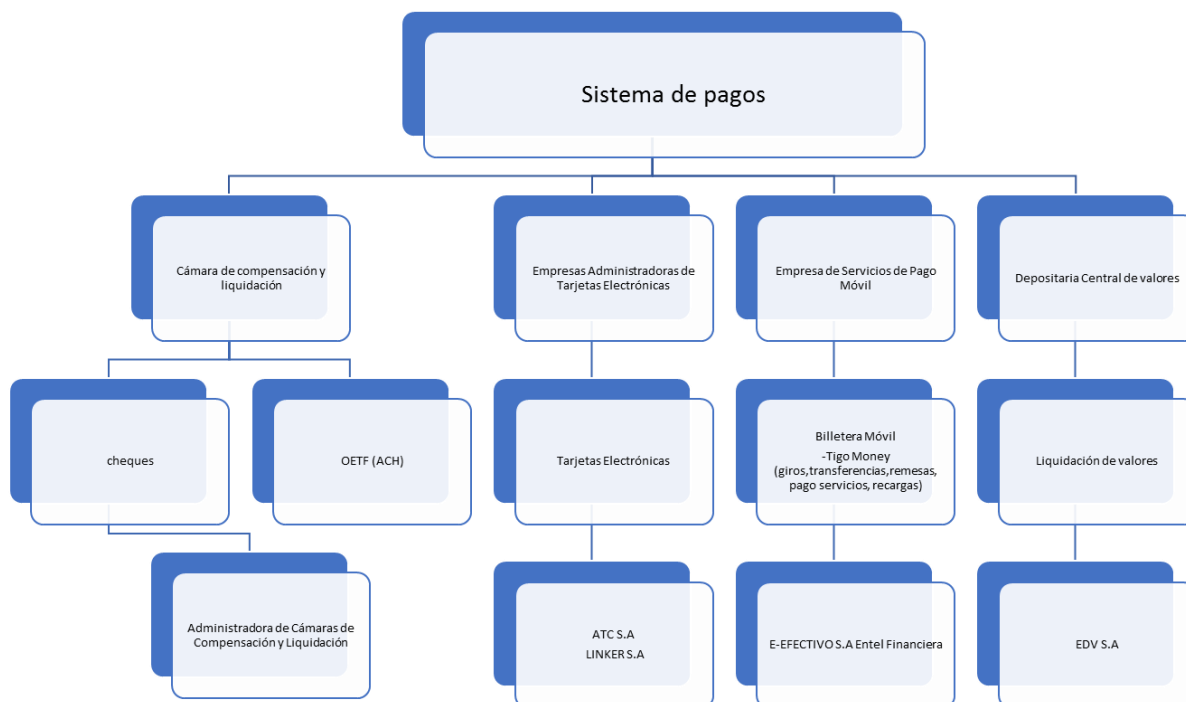 Sistema de pagos
Cámara de compensación y
liquidación
Empresas Administradoras de
Tarjetas Electrónicas
Empresa de Servicios de Pago
Móvil
Depositaria Central de valores
cheques
OETF (ACH)
Tarjetas Electrónicas
Billetera Móvil
-Tigo Money
(giros,transferencias,remesas,
pago servicios, recargas)
Liquidación de valores
Administradora de Cámaras de
Compensación y Liquidación
ATC S.A
LINKER S.A
E-EFECTIVO S.A Entel Financiera
EDV S.A